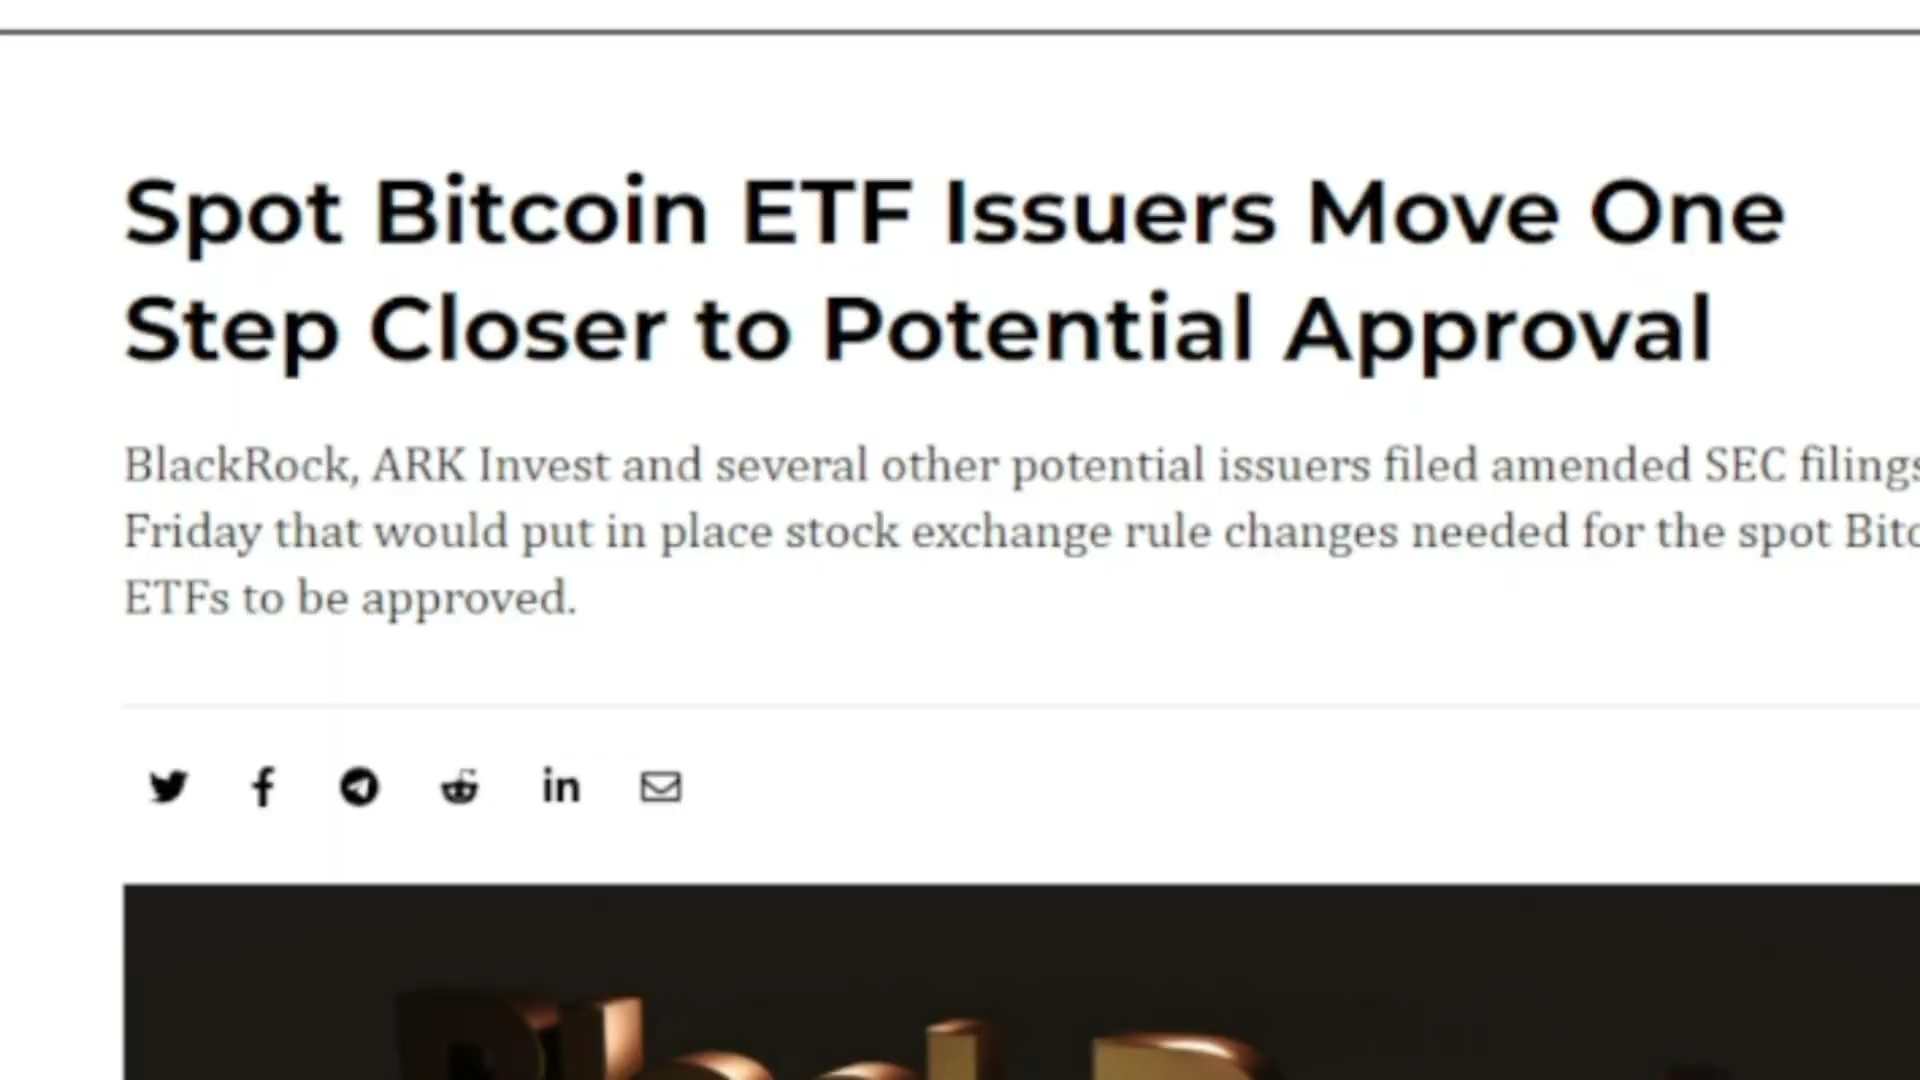 Spot Bitcoin ETF Issuers Move One
Step Closer to Potential Approval
BlackRock, ARK Invest and several other potential issuers filed amended SEC filings
Friday that would put in place stock exchange rule changes needed for the spot Bitc
ETFs to be approved.